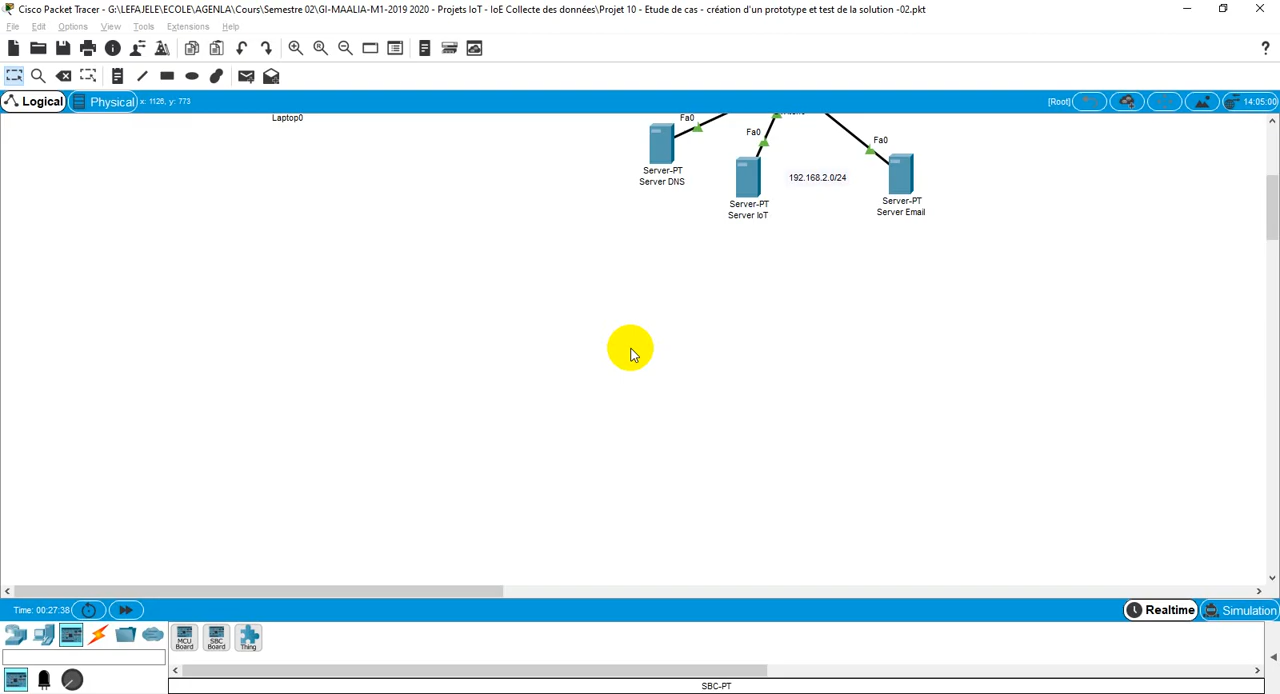 Cisco Packet Tracer - G:\LEFAJELE\ECOLE\AGENLA\Cours\Semestre 02\GI-MAALIA-M1-2019 2020 - Projets IoT - IoE Collecte des données\Projet 10 - Etude de cas - création d'un prototype et test de la solution -02.pkt
File Edit Options View Tools Extensions Help
?
Logical Physical x: 1126, y: 773 [Root] 14:05:00
Laptop0
Fa0
Fa0
Fa0
Server-PT
Server DNS
192.168.2.0/24
Server-PT
Server IoT
Server-PT
Server Email
Time: 00:27:38 Realtime Simulation
MCU Board
SBC Board
Thing
SBC-PT